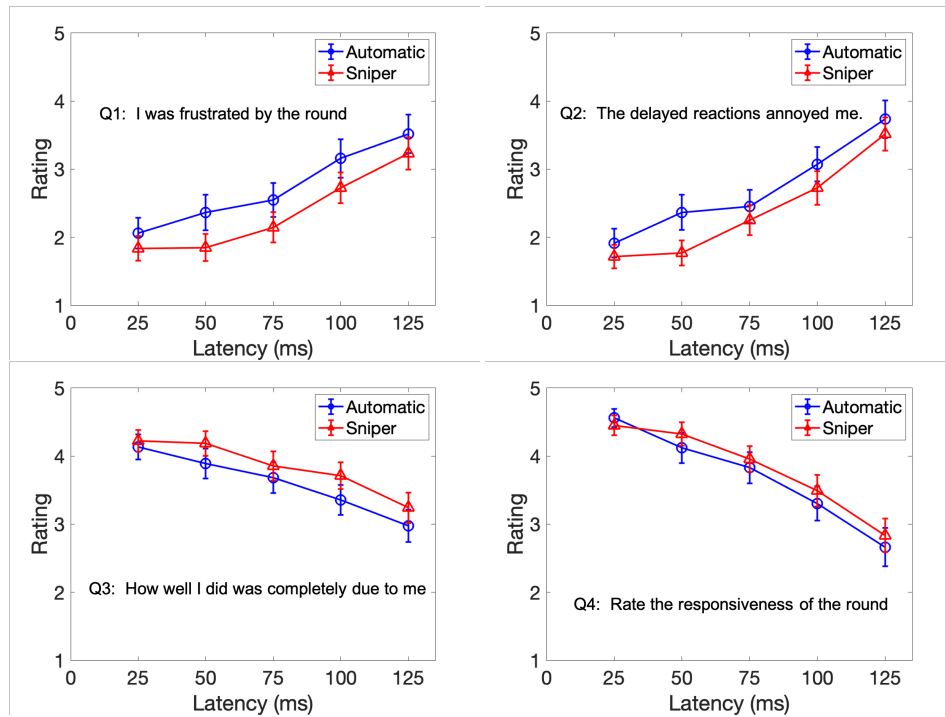 5
Automatic
Sniper
4
Q1: I was frustrated by the round
3
Rating
2
1
0 25 50 75 100 125
Latency (ms)
5
Automatic
Sniper
4
Q2: The delayed reactions annoyed me.
3
Rating
2
1
0 25 50 75 100 125
Latency (ms)
5
Automatic
Sniper
4
3
Rating
Q3: How well I did was completely due to me
2
1
0 25 50 75 100 125
Latency (ms)
5
Automatic
Sniper
4
3
Rating
2
Q4: Rate the responsiveness of the round
1
0 25 50 75 100 125
Latency (ms)